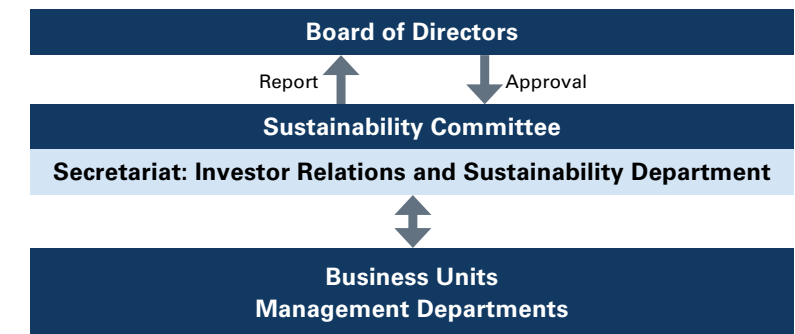 Board of Directors
Report
Approval
Sustainability Committee
Secretariat: Investor Relations and Sustainability Department
Business Units
Management Departments